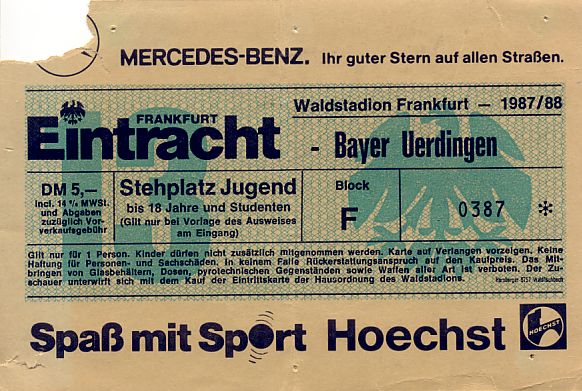 MERCEDES-BENZ. Ihr guter Stern auf allen Straßen.
Waldstadion Frankfurt — 1987/88
FRANKFURT
Eintracht - Bayer Uerdingen
13
DM 5,—
incl. 14 % MWSt.
und Abgaben
zuzüglich Vor-
verkaufsgebühr
Stehplatz Jugend
bis 18 Jahre und Studenten
(Gilt nur bei Vorlage des Ausweises
am Eingang)
Block
F
0387 *
Gilt nur für 1 Person. Kinder dürfen nicht zusätzlich mitgenommen werden. Karte auf Verlangen vorzeigen. Keine
Haftung für Personen- und Sachschäden. In keinem Falle Rückerstattungsanspruch auf den Kaufpreis. Das Mit-
bringen von Glasbehältern, Dosen, pyrotechnischen Gegenständen sowie Waffen aller Art ist verboten. Der Zu-
schauer unterwirft sich mit dem Kauf der Eintrittskarte der Hausordnung des Waldstadions.
Spaß mit Sport Hoechst
HOECHST